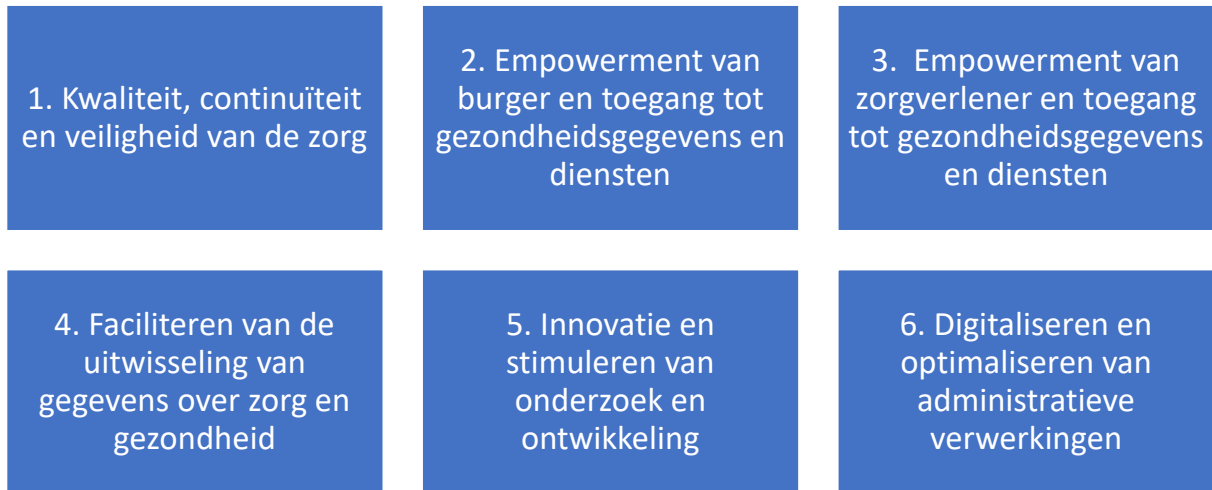 1. Kwaliteit, continuïteit
en veiligheid van de zorg
2. Empowerment van
burger en toegang tot
gezondheidsgegevens en
diensten
3. Empowerment van
zorgverlener en toegang
tot gezondheidsgegevens
en diensten
4. Faciliteren van de
uitwisseling van
gegevens over zorg en
gezondheid
5. Innovatie en
stimuleren van
onderzoek en
ontwikkeling
6. Digitaliseren en
optimaliseren van
administratieve
verwerkingen